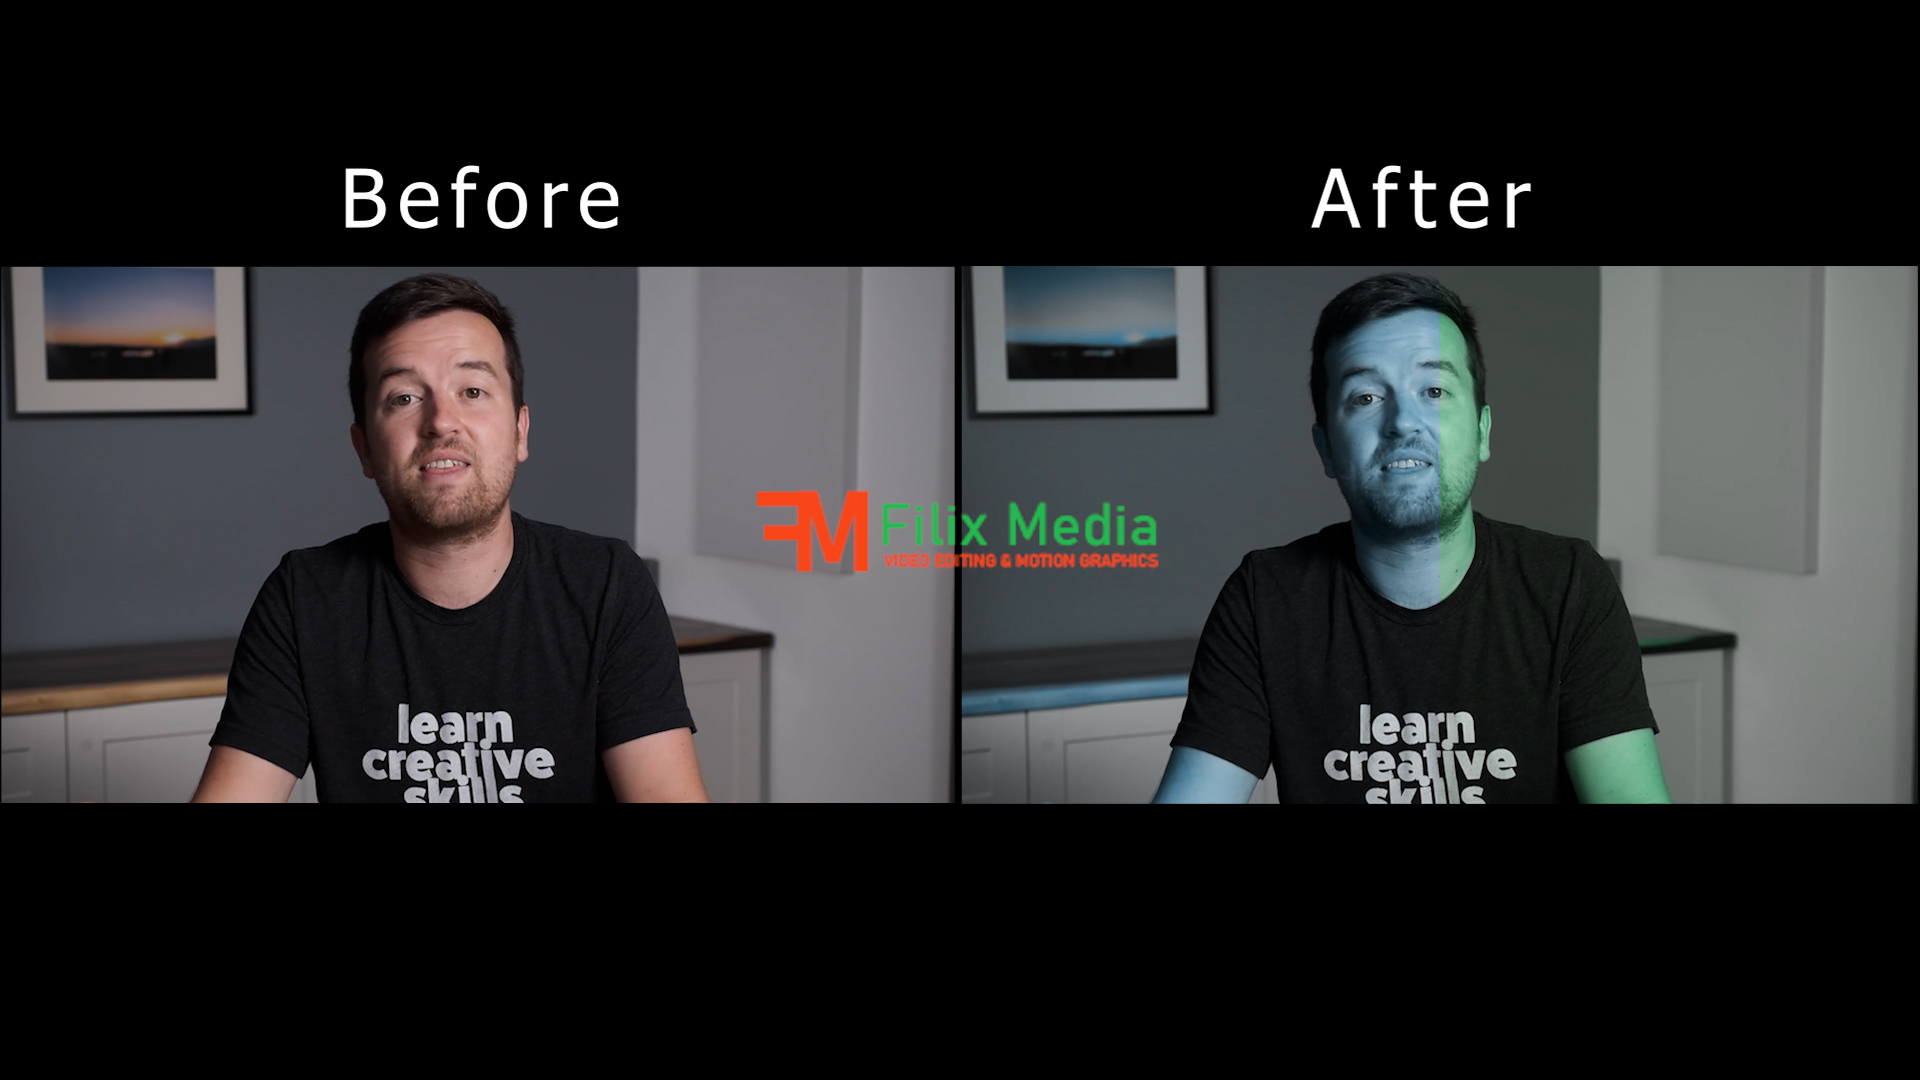 Before
After
FM Filix Media
VIDEO EDITING & MOTION GRAPHICS
learn
creative
skills
learn
creative
skills